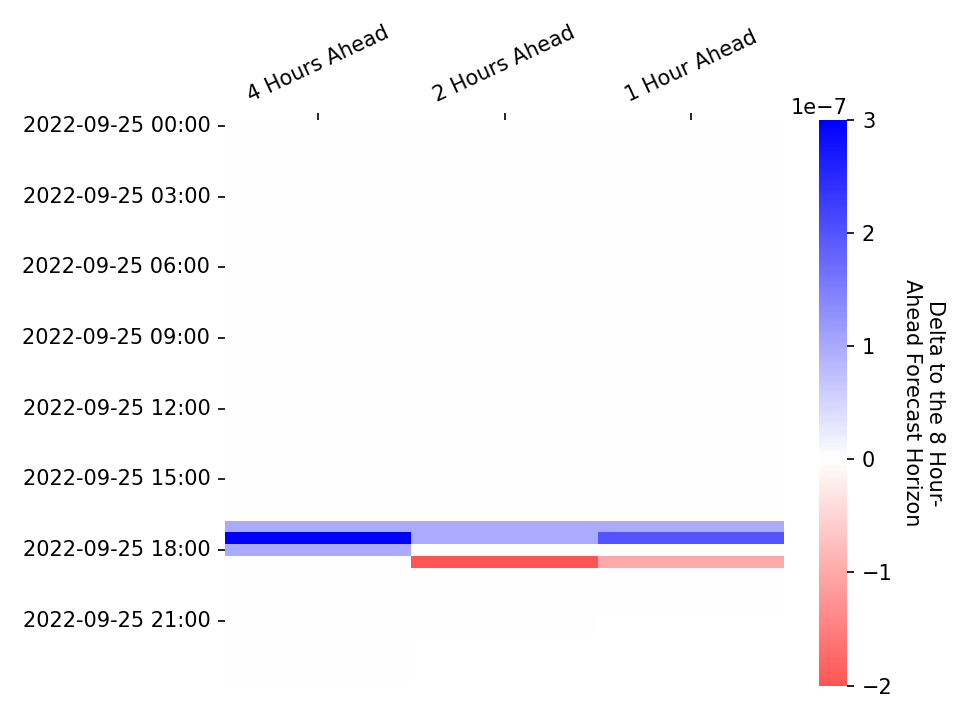 4 Hours Ahead
2 Hours Ahead
1 Hour Ahead
2022-09-25 00:00
2022-09-25 03:00
2022-09-25 06:00
2022-09-25 09:00
2022-09-25 12:00
2022-09-25 15:00
2022-09-25 18:00
2022-09-25 21:00
1e−7
3
2
1
0
−1
−2
Delta to the 8 Hour-
Ahead Forecast Horizon